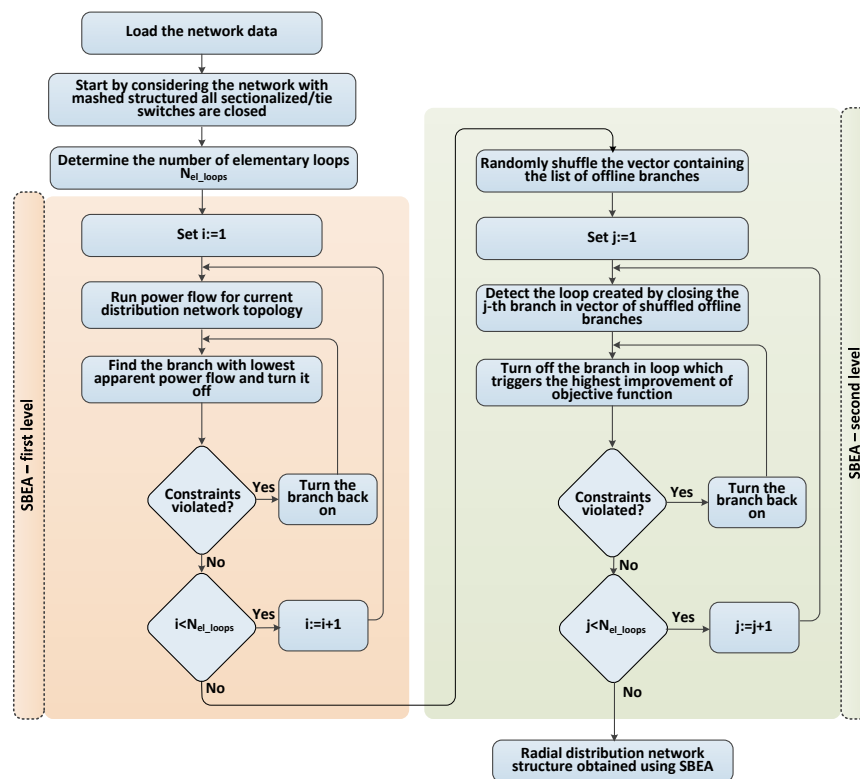 Load the network data
Start by considering the network with
mashed structured all sectionalized/tie
switches are closed
Determine the number of elementary loops
N_el_loops
SBEA – first level
Set i:=1
Run power flow for current
distribution network topology
Find the branch with lowest
apparent power flow and turn it
off
Constraints
violated?
Yes
Turn the
branch back
on
No
i<N_el_loops
Yes
i:=i+1
No
SBEA – second level
Randomly shuffle the vector containing
the list of offline branches
Set j:=1
Detect the loop created by closing the
j-th branch in vector of shuffled offline
branches
Turn off the branch in loop which
triggers the highest improvement of
objective function
Constraints
violated?
Yes
Turn the
branch back
on
No
j<N_el_loops
Yes
j:=j+1
No
Radial distribution network
structure obtained using SBEA